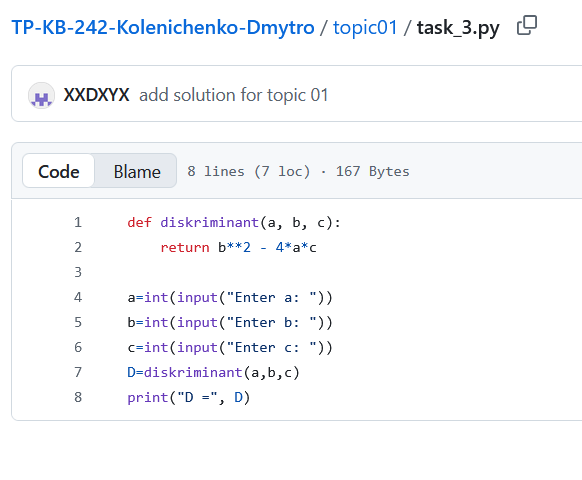 TP-KB-242-Kolenichenko-Dmytro / topic01 / task_3.py
XXDXYX add solution for topic 01
Code Blame 8 lines (7 loc) · 167 Bytes
1 def diskriminant(a, b, c):
2     return b**2 - 4*a*c
3
4 a=int(input("Enter a: "))
5 b=int(input("Enter b: "))
6 c=int(input("Enter c: "))
7 D=diskriminant(a,b,c)
8 print("D =", D)